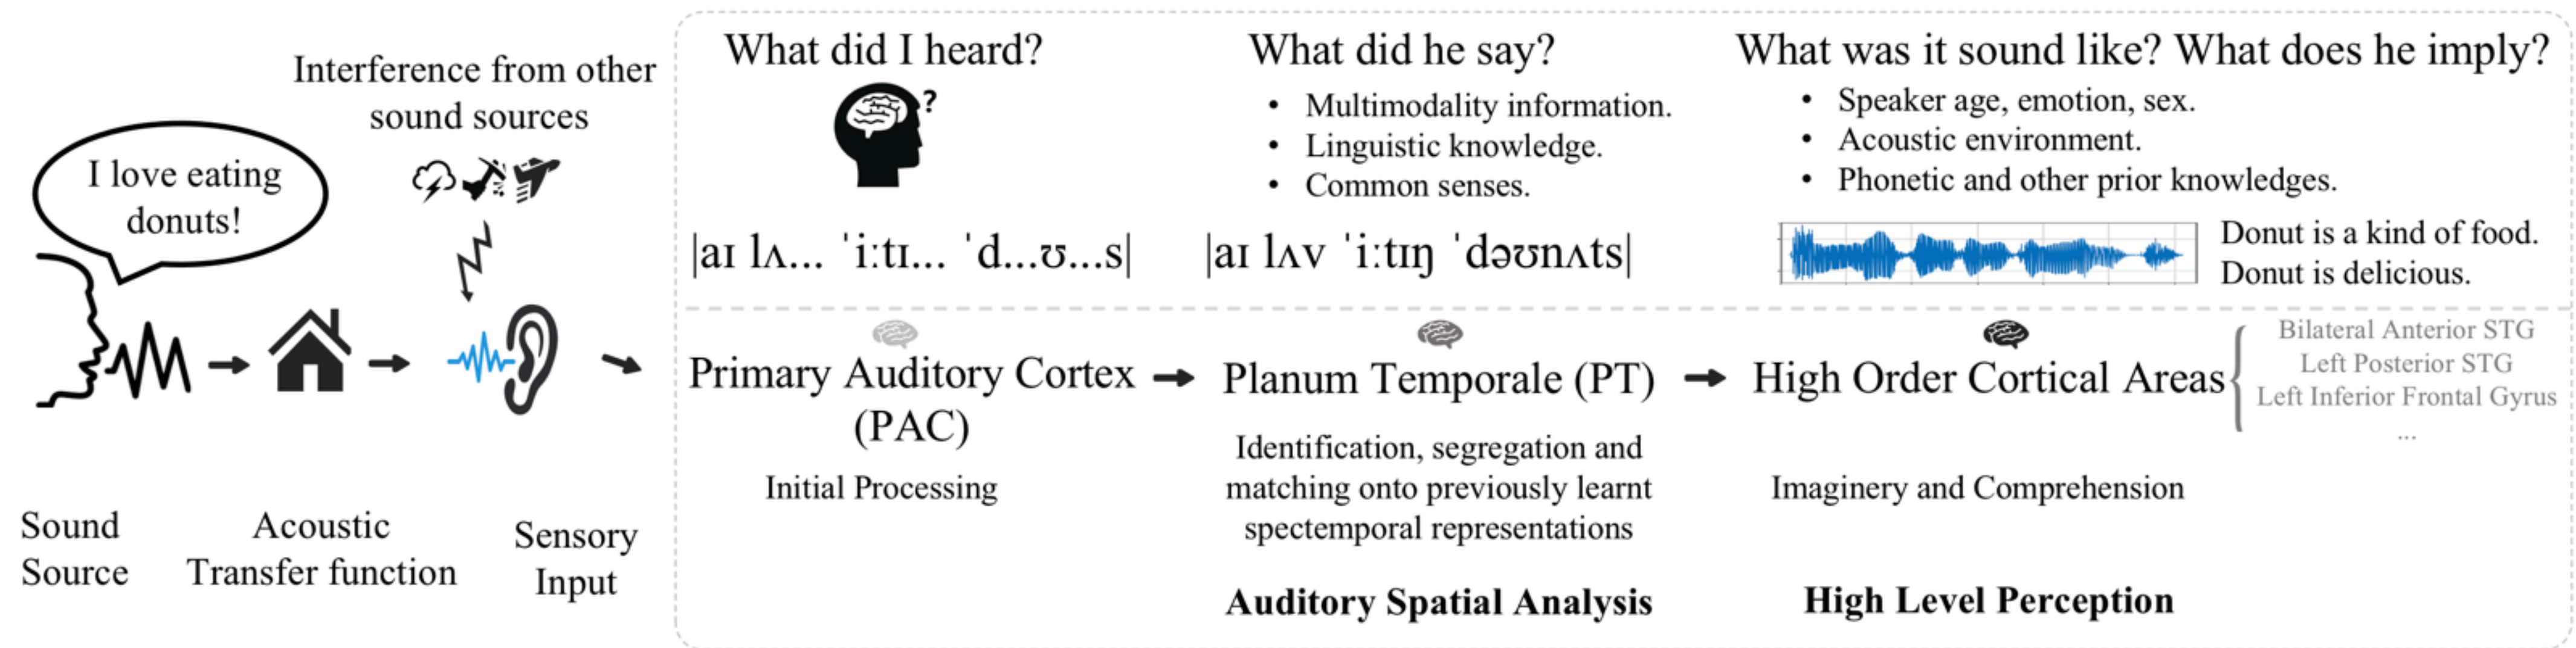 Interference from other
sound sources
I love eating
donuts!
Sound
Source
Acoustic
Transfer function
Sensory
Input
What did I heard?
?
|aɪ lʌ... ˈiːtɪ... ˈd...ʊ...s|
What did he say?
• Multimodality information.
• Linguistic knowledge.
• Common senses.
|aɪ lʌv ˈiːtɪŋ ˈdəʊnʌts|
What was it sound like? What does he imply?
• Speaker age, emotion, sex.
• Acoustic environment.
• Phonetic and other prior knowledges.
Donut is a kind of food.
Donut is delicious.
Primary Auditory Cortex
(PAC)
Initial Processing
Planum Temporale (PT)
Identification, segregation and
matching onto previously learnt
spectemporal representations
Auditory Spatial Analysis
High Order Cortical Areas
Bilateral Anterior STG
Left Posterior STG
Left Inferior Frontal Gyrus
...
Imaginery and Comprehension
High Level Perception